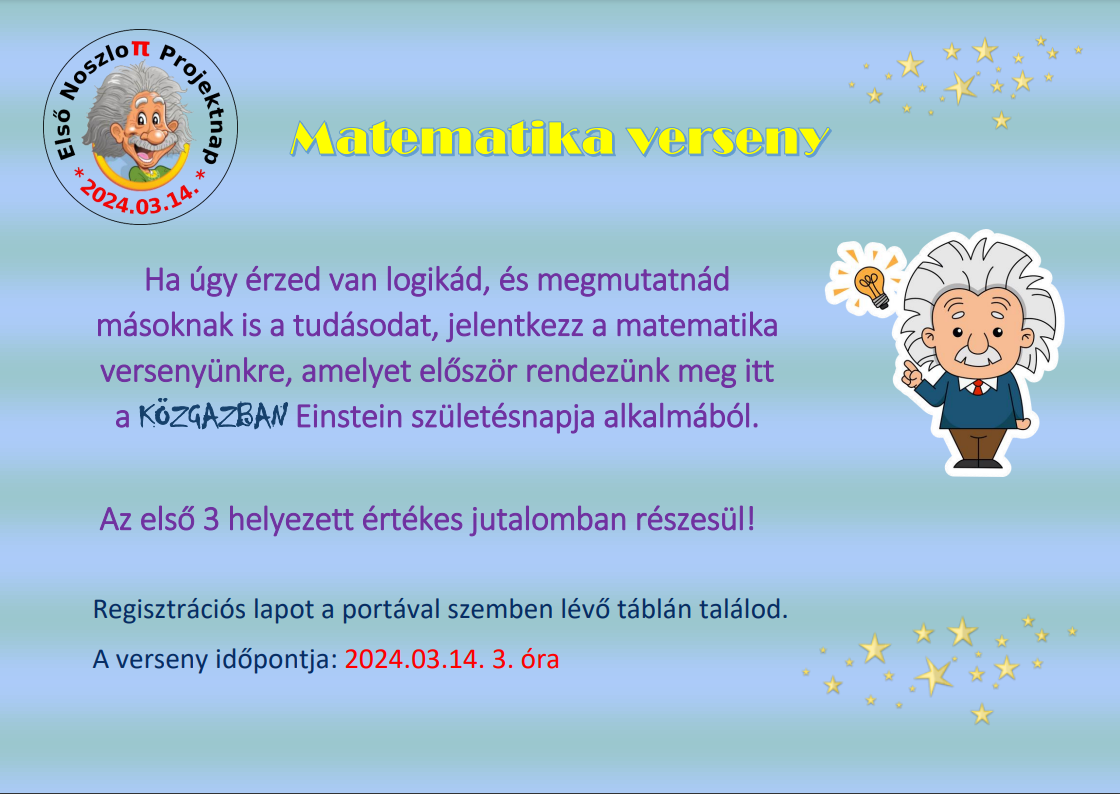 Első Noszloπ Projektnap
* 2024.03.14. *
Matematika verseny
Ha úgy érzed van logikád, és megmutatnád
másoknak is a tudásodat, jelentkezz a matematika
versenyünkre, amelyet először rendezünk meg itt
a KÖZGAZBAN Einstein születésnapja alkalmából.
Az első 3 helyezett értékes jutalomban részesül!
Regisztrációs lapot a portával szemben lévő táblán találod.
A verseny időpontja: 2024.03.14. 3. óra